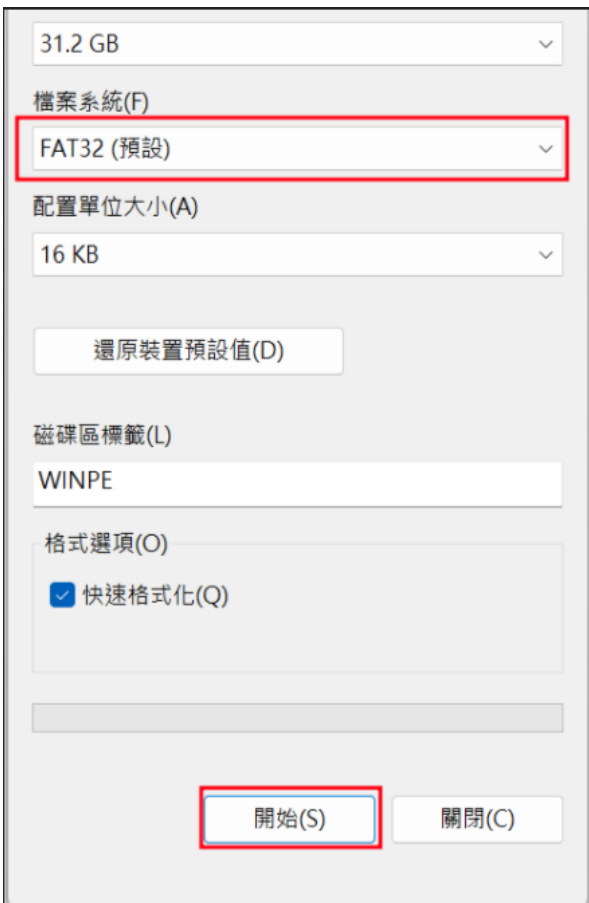 31.2 GB
檔案系統(F)
FAT32 (預設)
配置單位大小(A)
16 KB
還原裝置預設值(D)
磁碟區標籤(L)
WINPE
格式選項(O)
快速格式化(Q)
開始(S)
關閉(C)